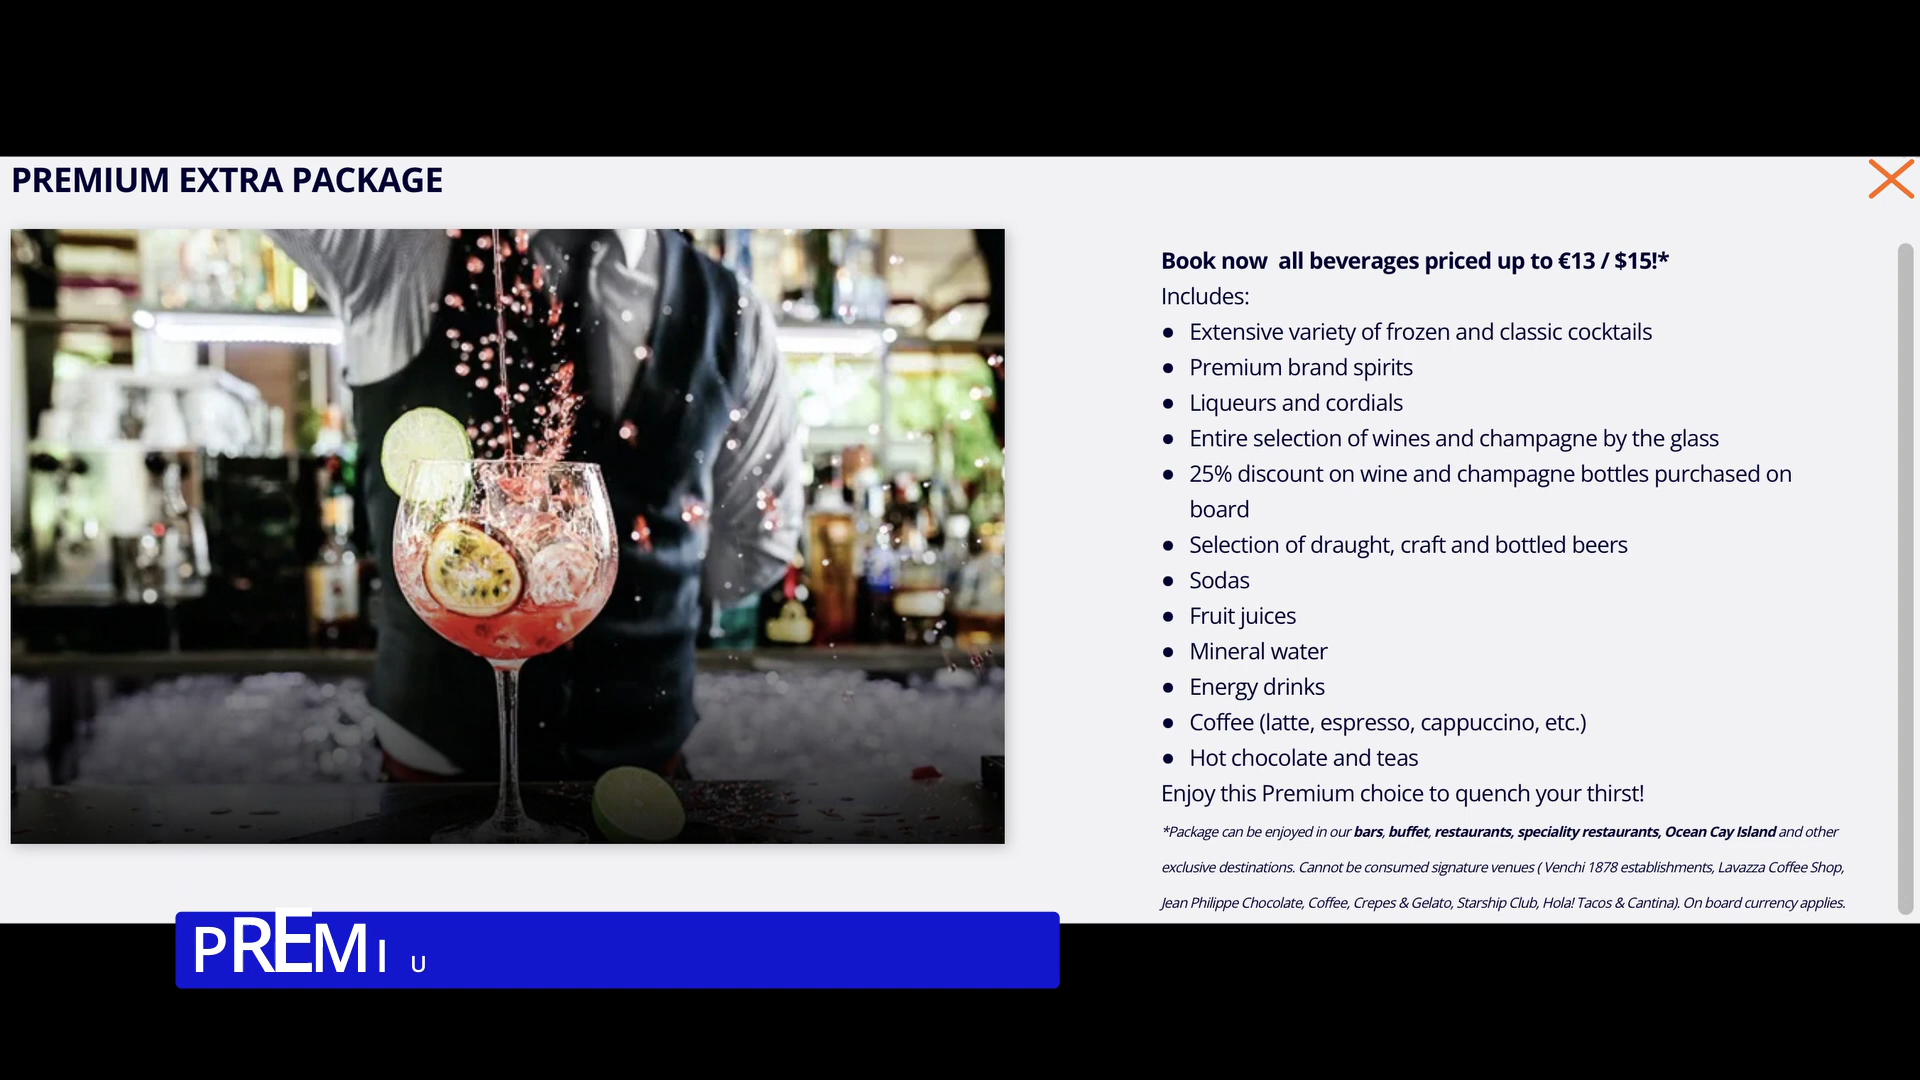 PREMIUM EXTRA PACKAGE
Book now  all beverages priced up to €13 / $15!*
Includes:
● Extensive variety of frozen and classic cocktails
● Premium brand spirits
● Liqueurs and cordials
● Entire selection of wines and champagne by the glass
● 25% discount on wine and champagne bottles purchased on
board
● Selection of draught, craft and bottled beers
● Sodas
● Fruit juices
● Mineral water
● Energy drinks
● Coffee (latte, espresso, cappuccino, etc.)
● Hot chocolate and teas
Enjoy this Premium choice to quench your thirst!
*Package can be enjoyed in our bars, buffet, restaurants, speciality restaurants, Ocean Cay Island and other
exclusive destinations. Cannot be consumed signature venues ( Venchi 1878 establishments, Lavazza Coffee Shop,
Jean Philippe Chocolate, Coffee, Crepes & Gelato, Starship Club, Hola! Tacos & Cantina). On board currency applies.
PREMIU